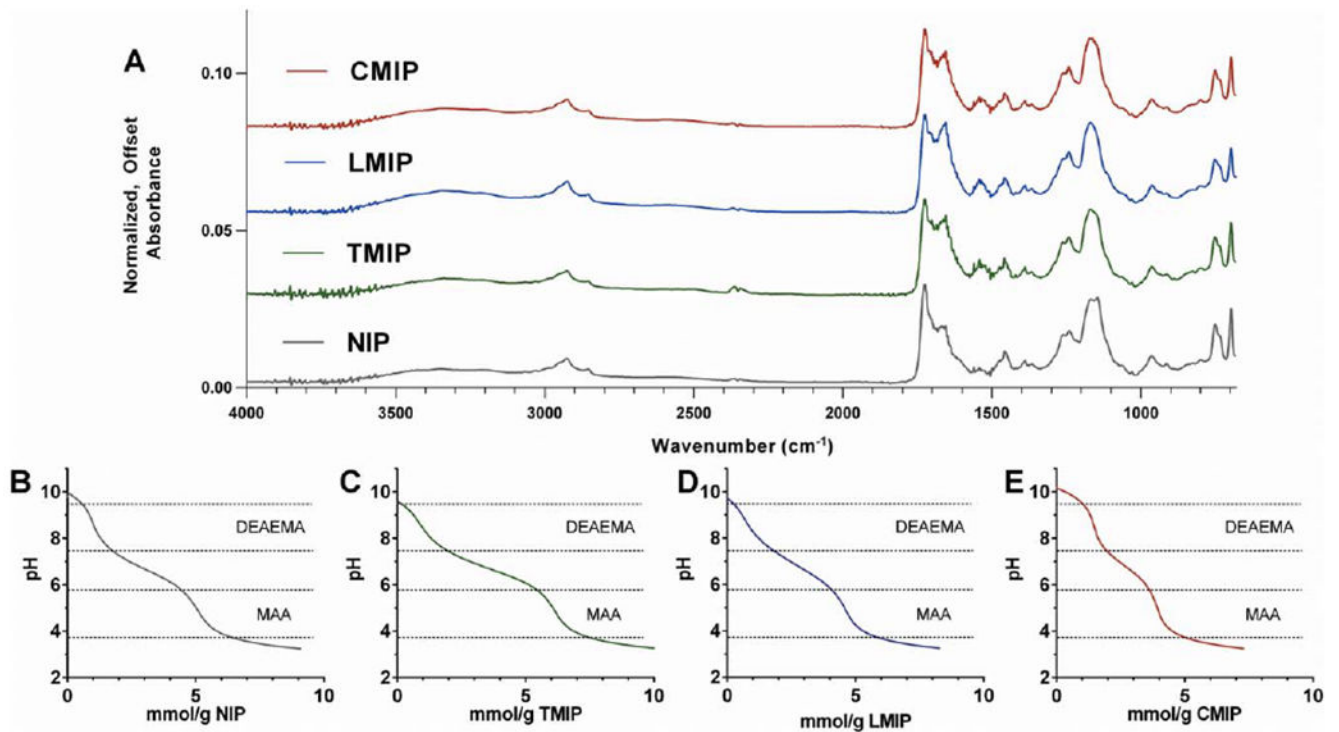 A
0.10
CMIP
LMIP
Normalized, Offset
Absorbance
0.05
TMIP
NIP
0.00
4000 3500 3000 2500 2000 1500 1000
Wavenumber (cm-1)
B
pH
10
8
6
4
2
DEAEMA
MAA
0 5 10
mmol/g NIP
C
pH
10
8
6
4
2
DEAEMA
MAA
0 5 10
mmol/g TMIP
D
pH
10
8
6
4
2
DEAEMA
MAA
0 5 10
mmol/g LMIP
E
pH
10
8
6
4
2
DEAEMA
MAA
0 5 10
mmol/g CMIP